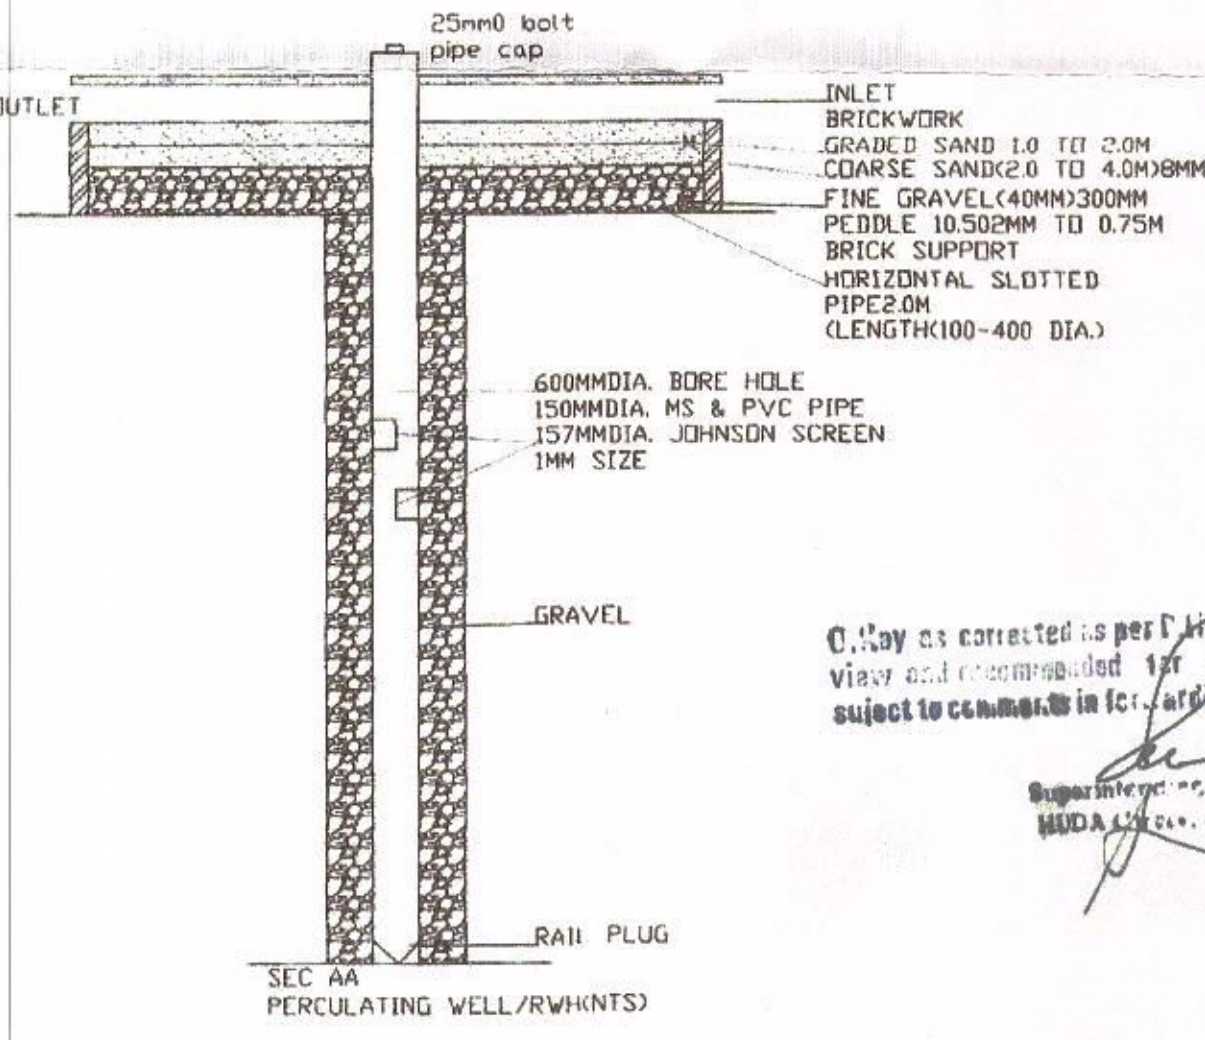 25mm0 bolt
pipe cap
OUTLET
INLET
BRICKWORK
GRADED SAND 1.0 TO 2.0M
COARSE SAND(2.0 TO 4.0M)8MM
FINE GRAVEL(40MM)300MM
PEDDLE 10.502MM TO 0.75M
BRICK SUPPORT
HORIZONTAL SLOTTED
PIPE2.0M
(LENGTH(100-400 DIA.)
M
600MMDIA. BORE HOLE
150MMDIA. MS & PVC PIPE
157MMDIA. JOHNSON SCREEN
1MM SIZE
GRAVEL
O.Kay as corrected as per
view and recommended for
suject to comments in
HUDA
RAIL PLUG
SEC AA
PERCULATING WELL/RWH(NTS)